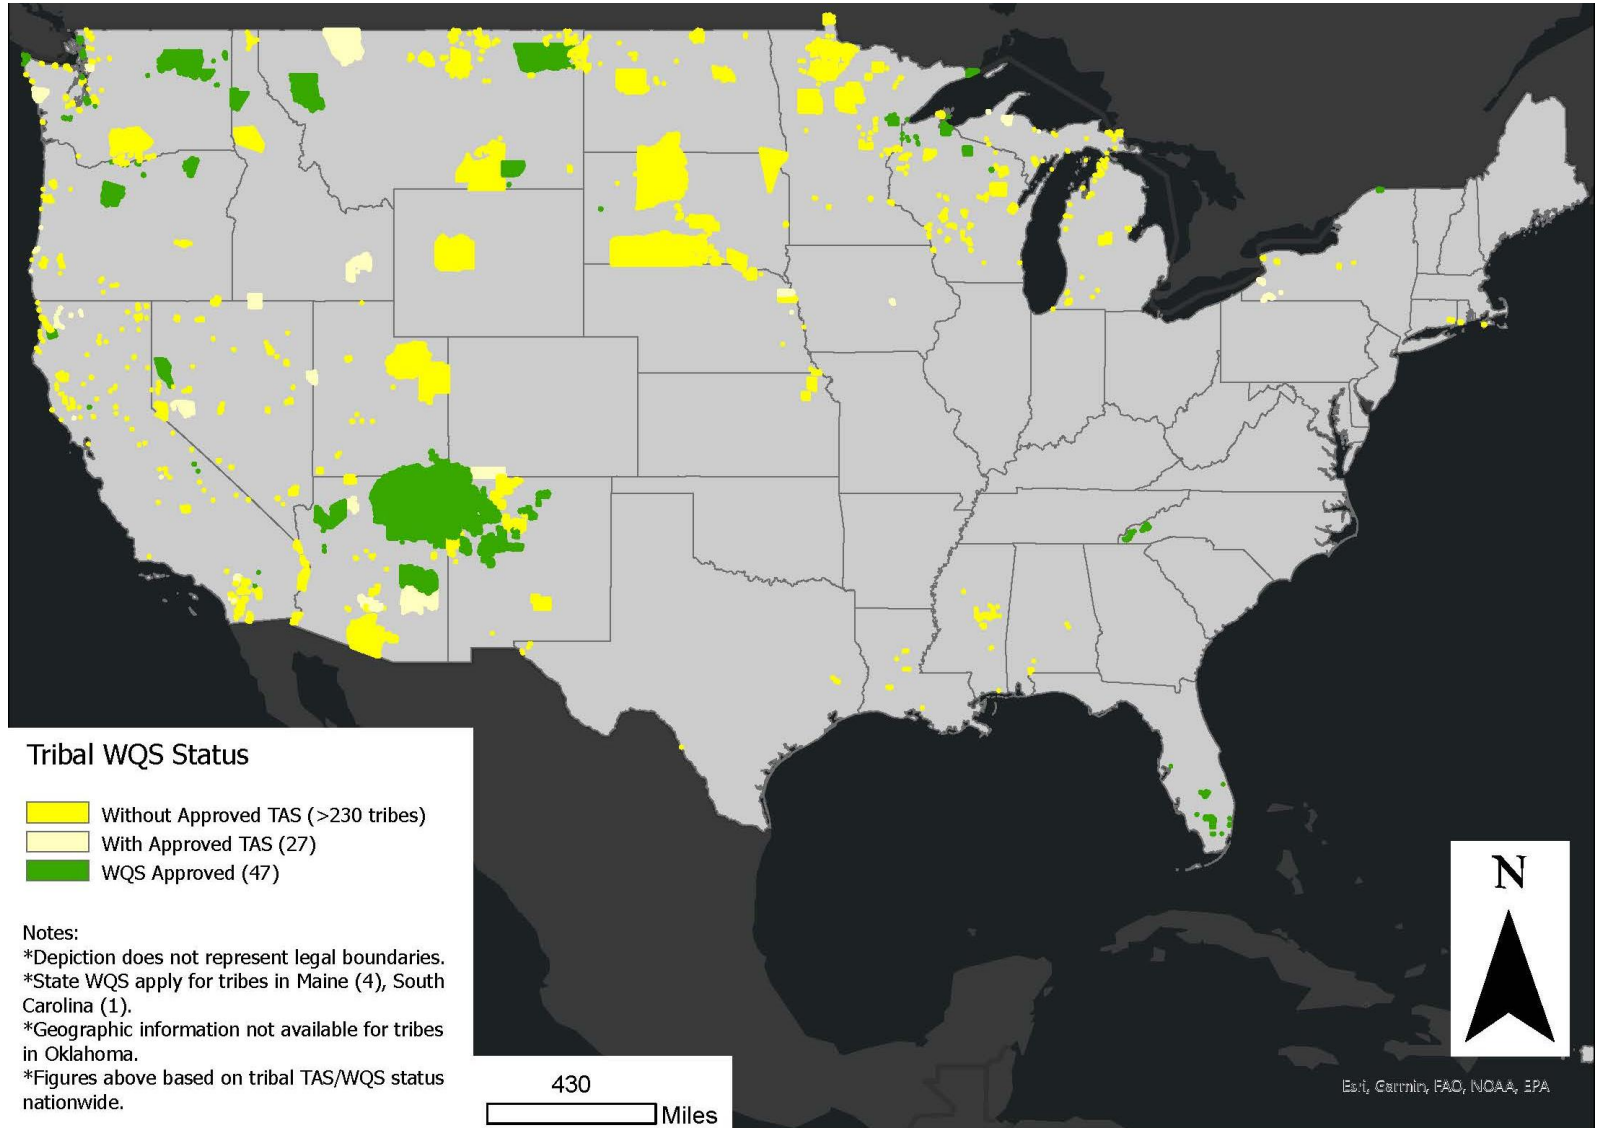 Tribal WQS Status
Without Approved TAS (>230 tribes)
With Approved TAS (27)
WQS Approved (47)
Notes:
*Depiction does not represent legal boundaries.
*State WQS apply for tribes in Maine (4), South
Carolina (1).
*Geographic information not available for tribes
in Oklahoma.
*Figures above based on tribal TAS/WQS status
nationwide.
430
Miles
N
Esri, Garmin, FAO, NOAA, EPA